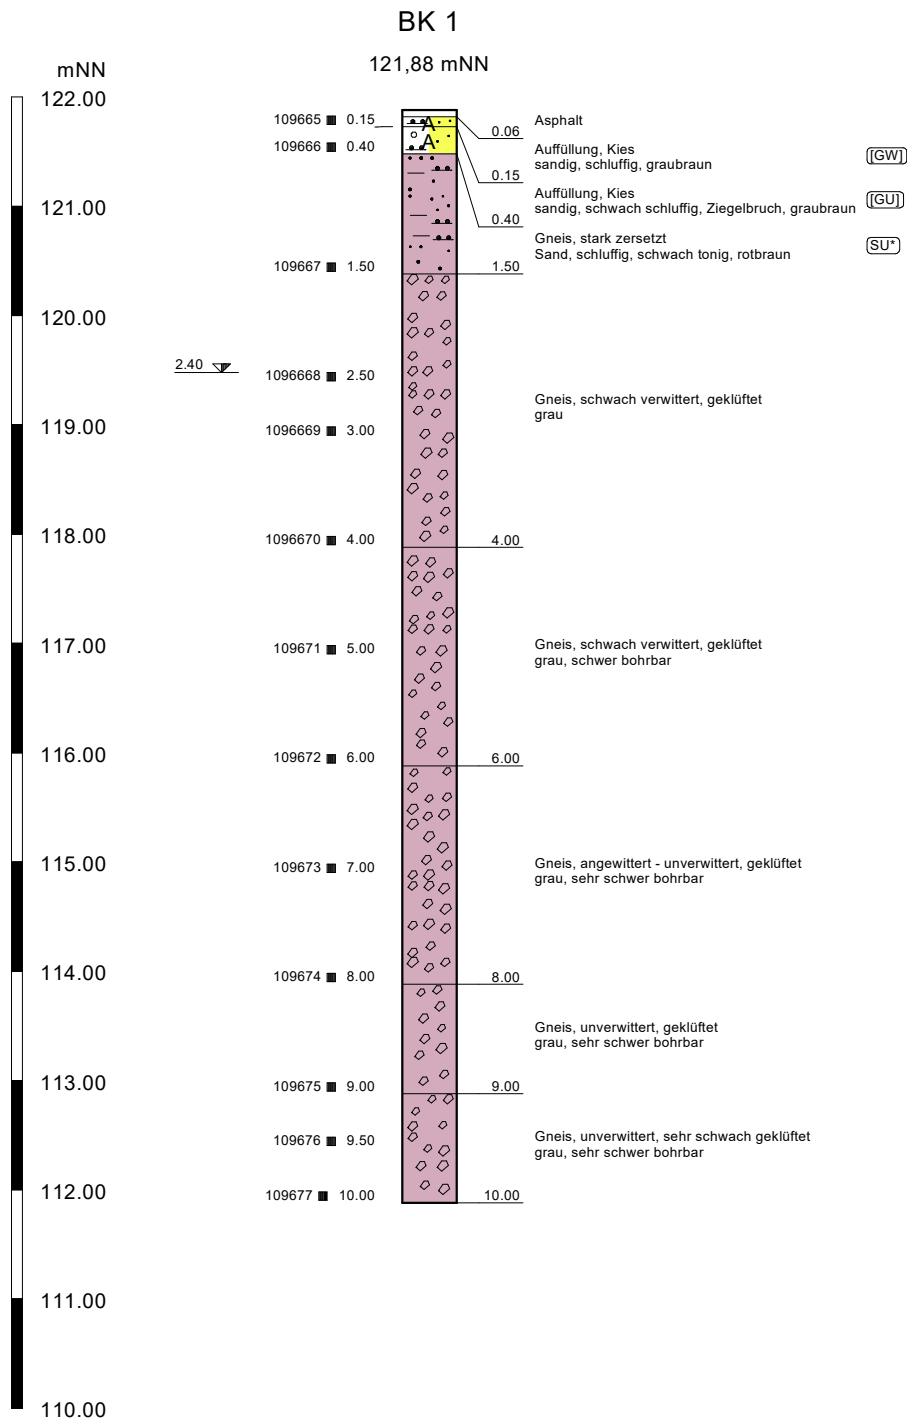 BK 1
121,88 mNN
mNN
122.00
121.00
120.00
119.00
118.00
117.00
116.00
115.00
114.00
113.00
112.00
111.00
110.00
2.40
109665 0.15
109666 0.40
109667 1.50
1096668 2.50
1096669 3.00
1096670 4.00
109671 5.00
109672 6.00
109673 7.00
109674 8.00
109675 9.00
109676 9.50
109677 10.00
A
A
0.06
0.15
0.40
1.50
4.00
6.00
8.00
9.00
10.00
Asphalt
Auffüllung, Kies
sandig, schluffig, graubraun
[GW]
Auffüllung, Kies
sandig, schwach schluffig, Ziegelbruch, graubraun
[GU]
Gneis, stark zersetzt
Sand, schluffig, schwach tonig, rotbraun
SU*
Gneis, schwach verwittert, geklüftet
grau
Gneis, schwach verwittert, geklüftet
grau, schwer bohrbar
Gneis, angewittert - unverwittert, geklüftet
grau, sehr schwer bohrbar
Gneis, unverwittert, geklüftet
grau, sehr schwer bohrbar
Gneis, unverwittert, sehr schwach geklüftet
grau, sehr schwer bohrbar